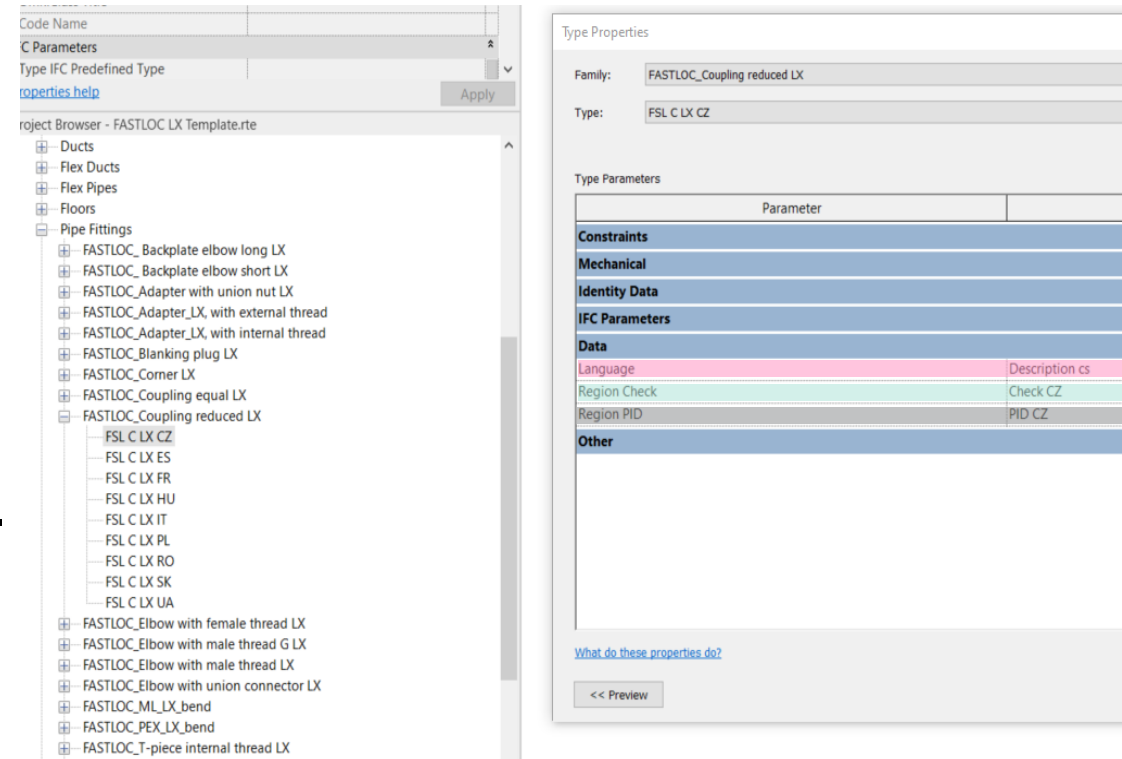 Code Name
C Parameters
Type IFC Predefined Type
roperties help
Apply
roject Browser - FASTLOC LX Template.rte
Ducts
Flex Ducts
Flex Pipes
Floors
Pipe Fittings
FASTLOC_ Backplate elbow long LX
FASTLOC_ Backplate elbow short LX
FASTLOC_Adapter with union nut LX
FASTLOC_Adapter_LX, with external thread
FASTLOC_Adapter_LX, with internal thread
FASTLOC_Blanking plug LX
FASTLOC_Corner LX
FASTLOC_Coupling equal LX
FASTLOC_Coupling reduced LX
FSL C LX CZ
FSL C LX ES
FSL C LX FR
FSL C LX HU
FSL C LX IT
FSL C LX PL
FSL C LX RO
FSL C LX SK
FSL C LX UA
FASTLOC_Elbow with female thread LX
FASTLOC_Elbow with male thread G LX
FASTLOC_Elbow with male thread LX
FASTLOC_Elbow with union connector LX
FASTLOC_ML_LX_bend
FASTLOC_PEX_LX_bend
FASTLOC_T-piece internal thread LX
Type Properties
Family: FASTLOC_Coupling reduced LX
Type: FSL C LX CZ
Type Parameters
Parameter
Constraints
Mechanical
Identity Data
IFC Parameters
Data
Language Description cs
Region Check Check CZ
Region PID PID CZ
Other
What do these properties do?
<< Preview